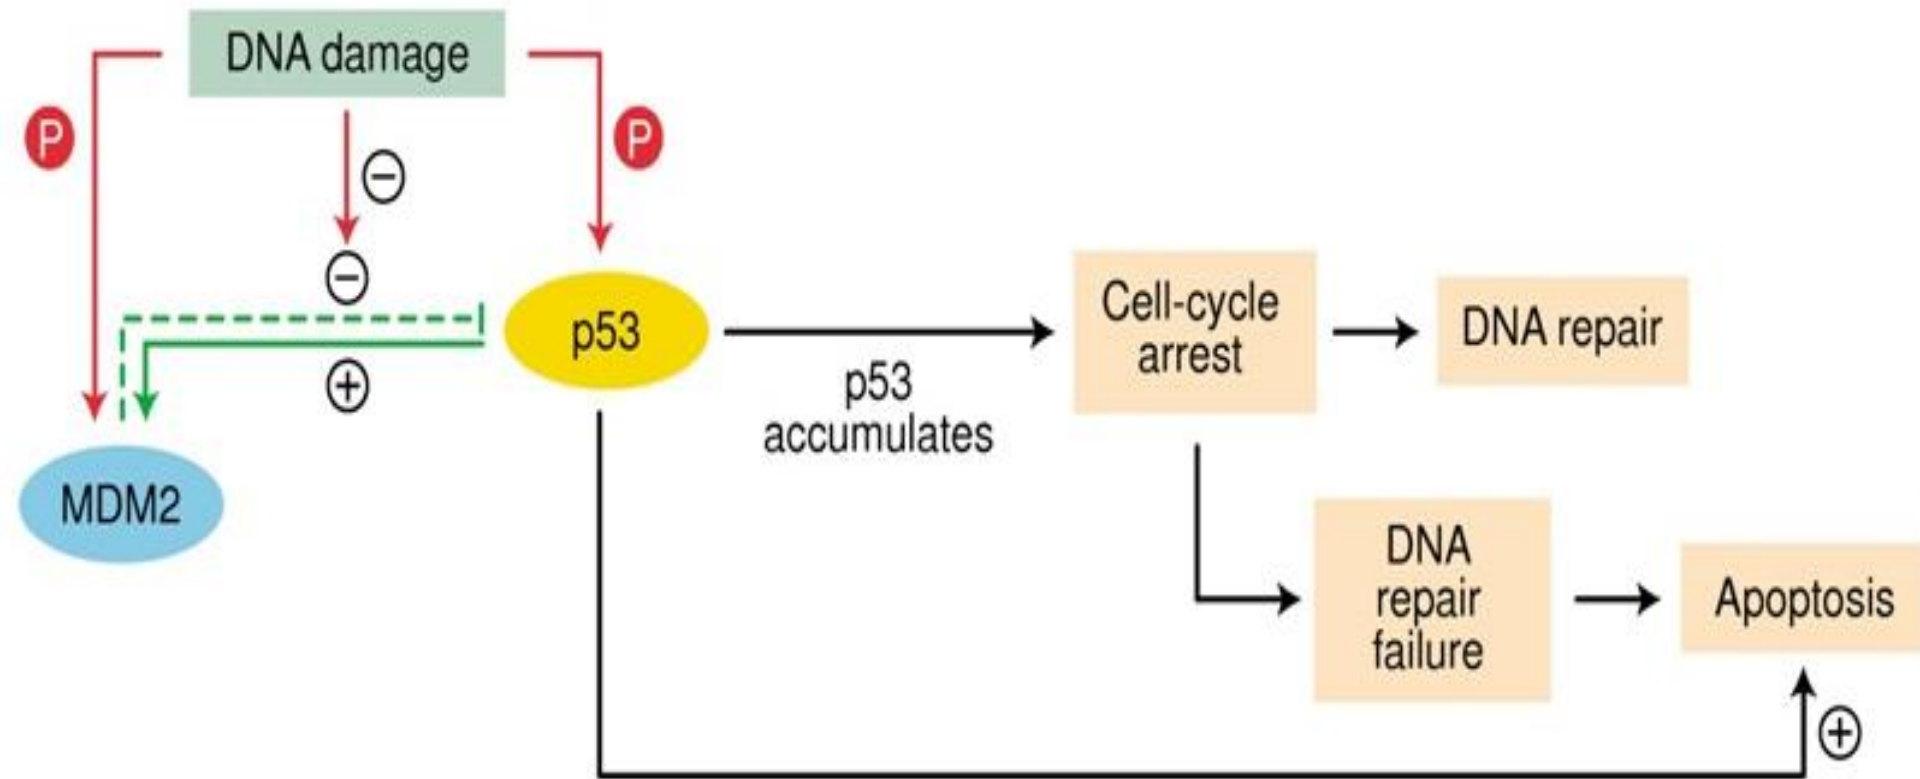 DNA damage
P
P
−
−
p53
+
p53
accumulates
Cell-cycle
arrest
DNA repair
MDM2
DNA
repair
failure
Apoptosis
+